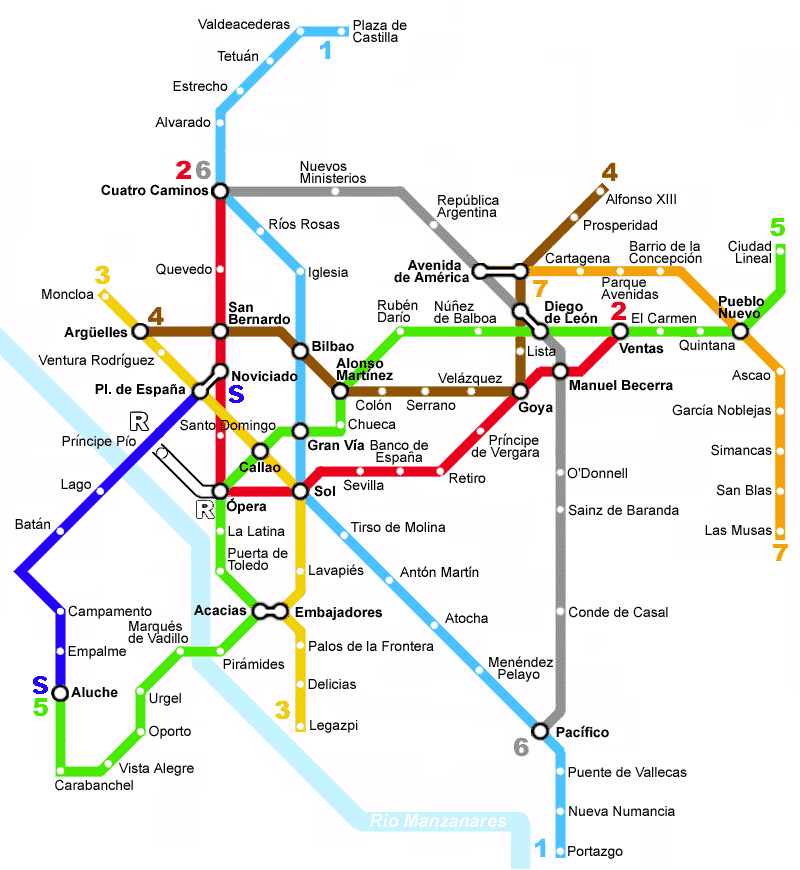 Valdeacederas
Plaza de
Castilla
1
Tetuán
Estrecho
Alvarado
2 6
Cuatro Caminos
Nuevos
Ministerios
4
Alfonso XIII
República
Argentina
Prosperidad
Ríos Rosas
5
Ciudad
Lineal
Quevedo
Iglesia
Avenida
de América
Cartagena
Barrio de la
Concepción
Parque
Avenidas
3
Moncloa
7
4
Argüelles
San
Bernardo
Rubén
Darío
Núñez
de Balboa
Diego
de León
2
El Carmen
Pueblo
Nuevo
Ventura Rodríguez
Bilbao
Lista
Ventas
Quintana
Alonso
Martínez
Noviciado
Pl. de España
S
Velázquez
Manuel Becerra
Ascao
Colón
Serrano
Goya
García Noblejas
R
Santo Domingo
Chueca
Príncipe Pío
Callao
Gran Vía
Banco de
España
Príncipe
de Vergara
Simancas
Lago
Sevilla
Retiro
O'Donnell
San Blas
R
Ópera
Sol
Sainz de Baranda
Batán
La Latina
Tirso de Molina
Las Musas
7
Puerta de
Toledo
Lavapiés
Antón Martín
Campamento
Acacias
Embajadores
Atocha
Conde de Casal
Marqués
de Vadillo
Empalme
Pirámides
Palos de la Frontera
Menéndez
Pelayo
S
Aluche
5
Urgel
Delicias
3
Legazpi
Oporto
6
Pacífico
Vista Alegre
Carabanchel
Puente de Vallecas
Nueva Numancia
Río Manzanares
1
Portazgo